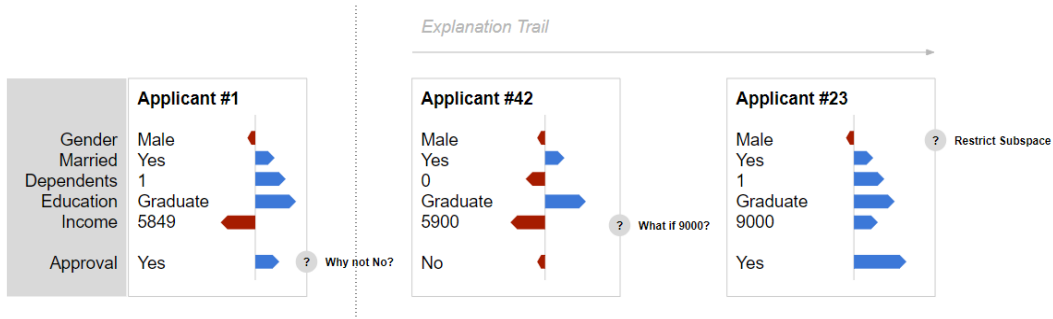 Explanation Trail
Applicant #1
Applicant #42
Applicant #23
Gender Male Male Male
? Restrict Subspace
Married Yes Yes Yes
Dependents 1 0 1
Education Graduate Graduate Graduate
Income 5849 5900 9000
? What if 9000?
Approval Yes No Yes
? Why not No?